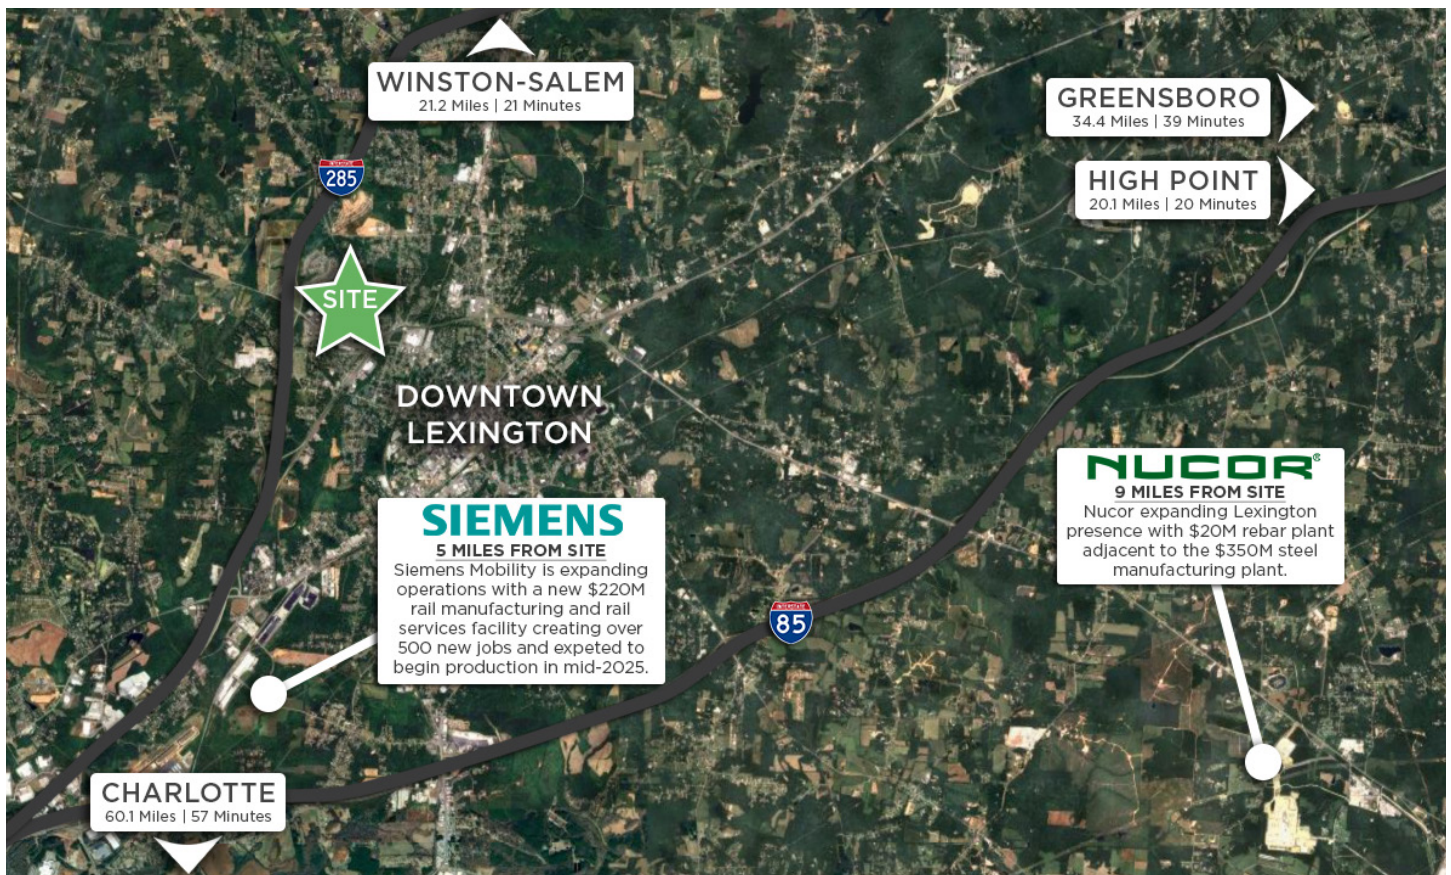 WINSTON-SALEM
21.2 Miles | 21 Minutes
GREENSBORO
34.4 Miles | 39 Minutes
HIGH POINT
20.1 Miles | 20 Minutes
INTERSTATE
285
SITE
DOWNTOWN
LEXINGTON
NUCOR®
9 MILES FROM SITE
Nucor expanding Lexington
presence with $20M rebar plant
adjacent to the $350M steel
manufacturing plant.
SIEMENS
5 MILES FROM SITE
Siemens Mobility is expanding
operations with a new $220M
rail manufacturing and rail
services facility creating over
500 new jobs and expeted to
begin production in mid-2025.
INTERSTATE
85
CHARLOTTE
60.1 Miles | 57 Minutes